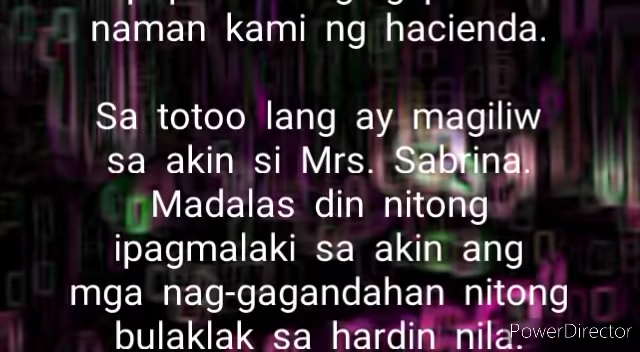 naman kami ng hacienda.
Sa totoo lang ay magiliw
sa akin si Mrs. Sabrina.
Madalas din nitong
ipagmalaki sa akin ang
mga nag-gagandahan nitong
bulaklak sa hardin nila.
PowerDirector